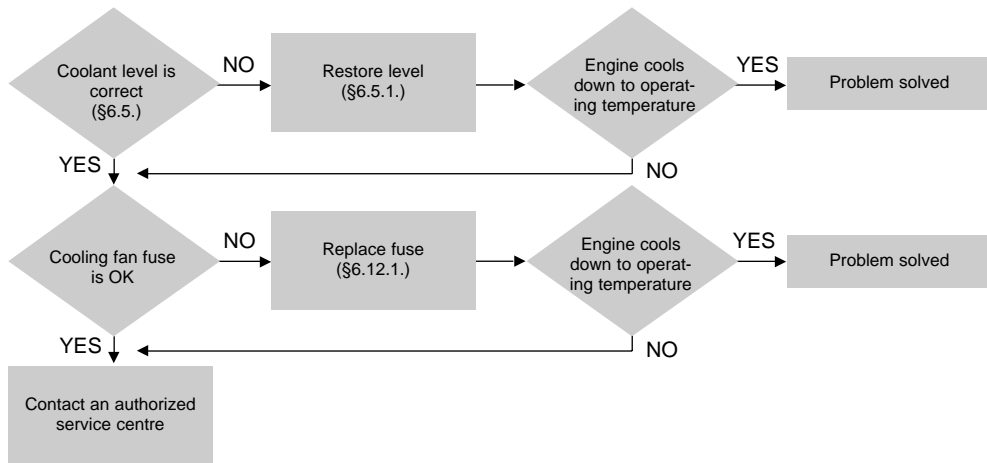 Coolant level is
correct
(§6.5.)
NO
Restore level
(§6.5.1.)
Engine cools
down to operat-
ing temperature
YES
Problem solved
YES
NO
Cooling fan fuse
is OK
NO
Replace fuse
(§6.12.1.)
Engine cools
down to operat-
ing temperature
YES
Problem solved
YES
NO
Contact an authorized
service centre